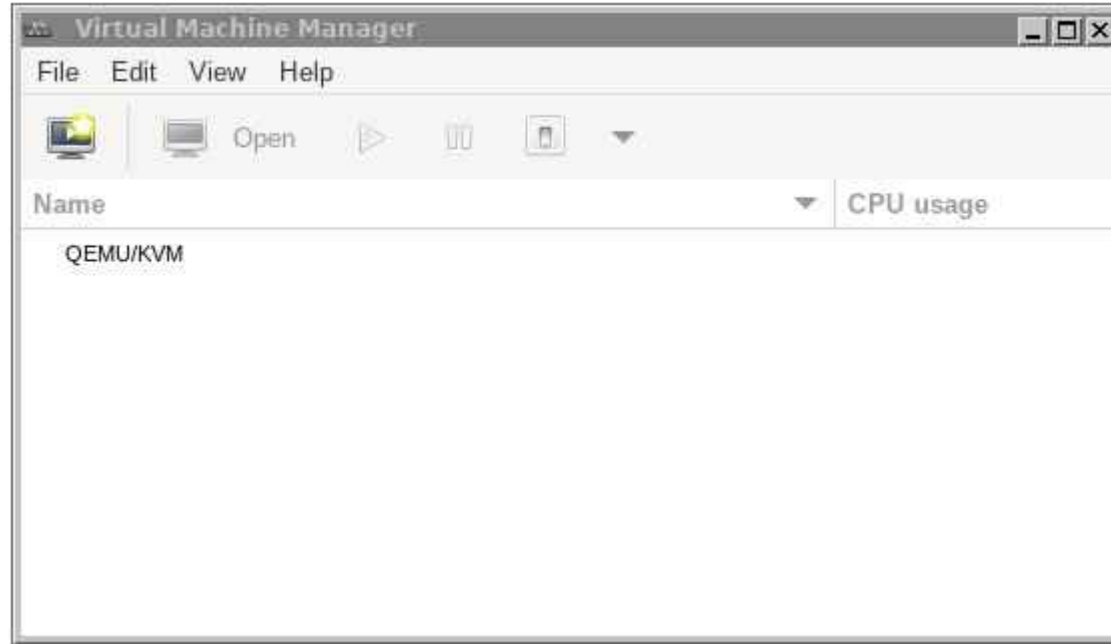 Virtual Machine Manager
File Edit View Help
Open
Name CPU usage
QEMU/KVM